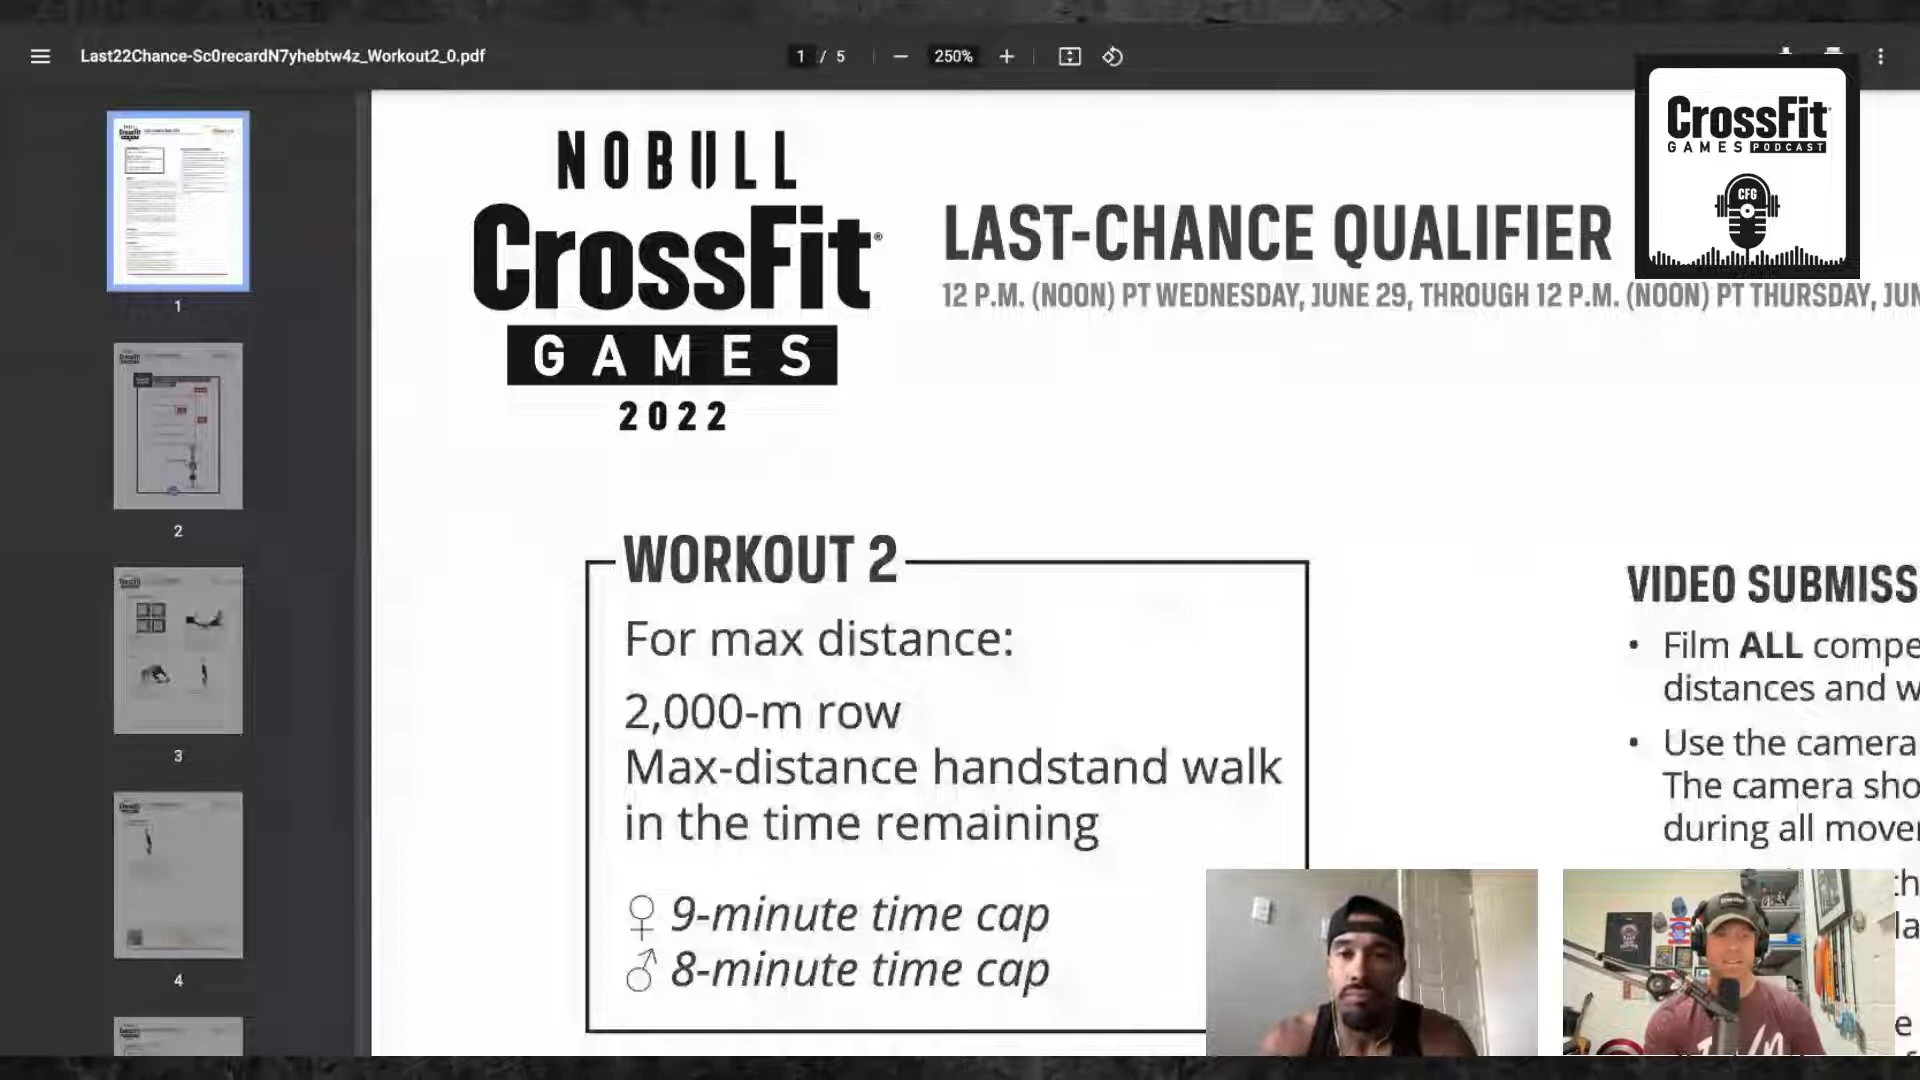 Last22Chance-Sc0recardN7yhebtw4z_Workout2_0.pdf
1 / 5
250%
CrossFit
GAMES PODCAST
CFG
NOBULL
CrossFit
GAMES
2022
LAST-CHANCE QUALIFIER
12 P.M. (NOON) PT WEDNESDAY, JUNE 29, THROUGH 12 P.M. (NOON) PT THURSDAY, JUN
1
2
3
4
WORKOUT 2
For max distance:
2,000-m row
Max-distance handstand walk
in the time remaining
♀ 9-minute time cap
♂ 8-minute time cap
VIDEO SUBMISS
• Film ALL compe
distances and w
• Use the camera
The camera sho
during all mover